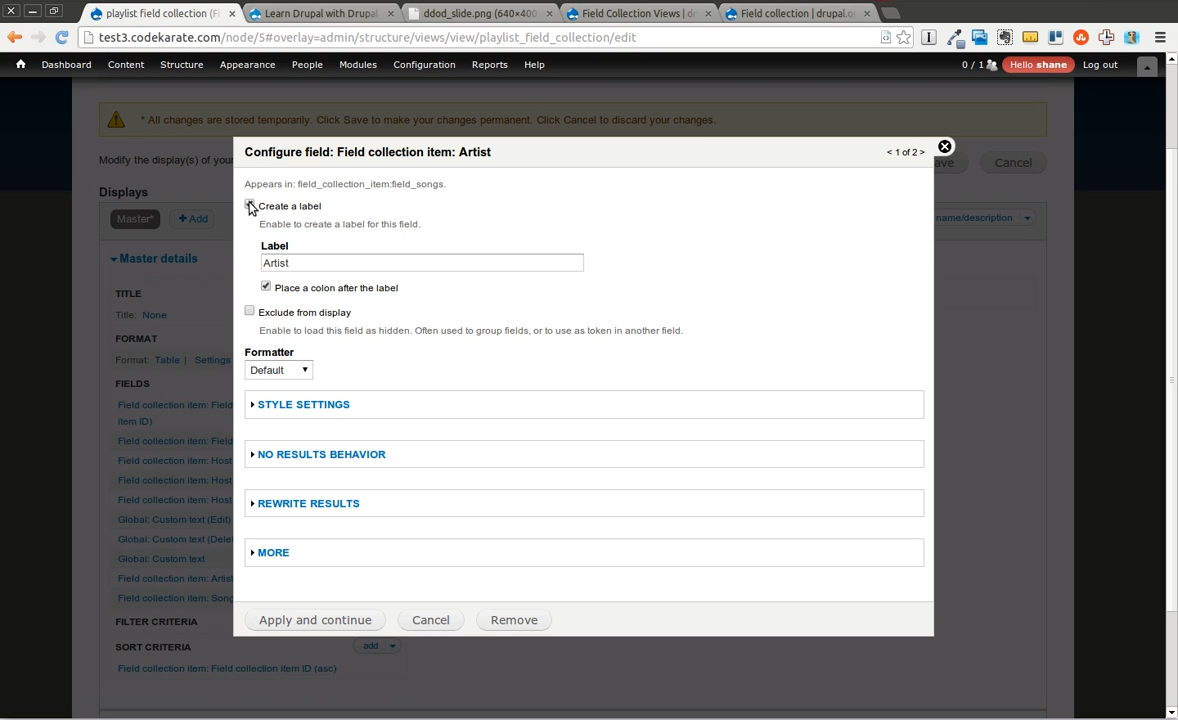 playlist field collection (Fi
Learn Drupal with Drupal
ddod_slide.png (640×400
Field Collection Views | dr
Field collection | drupal.o
test3.codekarate.com/node/5#overlay=admin/structure/views/view/playlist_field_collection/edit
Dashboard Content Structure Appearance People Modules Configuration Reports Help
0 / 1 Hello shane Log out
* All changes are stored temporarily. Click Save to make your changes permanent. Click Cancel to discard your changes.
Modify the display(s) of your
ave Cancel
Displays
Master* + Add
name/description
Master details
TITLE
Title: None
FORMAT
Format: Table | Settings
FIELDS
Field collection item: Field
item ID)
Field collection item: Field
Field collection item: Host
Field collection item: Host
Field collection item: Host
Global: Custom text (Edit)
Global: Custom text (Dele
Global: Custom text
Field collection item: Artist
Field collection item: Song
FILTER CRITERIA
SORT CRITERIA
add
Field collection item: Field collection item ID (asc)
Configure field: Field collection item: Artist
< 1 of 2 >
Appears in: field_collection_item:field_songs.
Create a label
Enable to create a label for this field.
Label
Artist
Place a colon after the label
Exclude from display
Enable to load this field as hidden. Often used to group fields, or to use as token in another field.
Formatter
Default
STYLE SETTINGS
NO RESULTS BEHAVIOR
REWRITE RESULTS
MORE
Apply and continue Cancel Remove